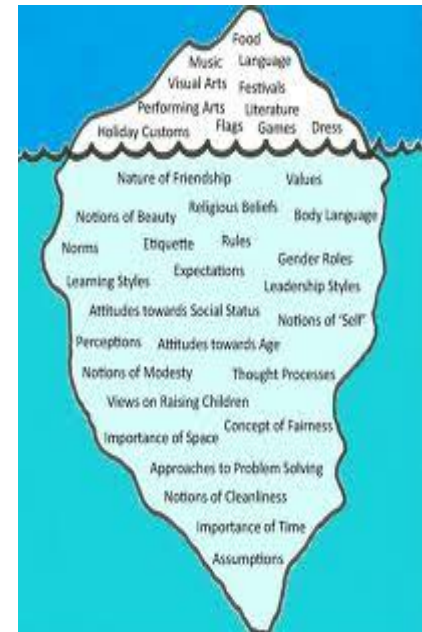 Food
Music Language
Visual Arts Festivals
Performing Arts Literature
Holiday Customs Flags Games Dress
Nature of Friendship Values
Religious Beliefs
Notions of Beauty Body Language
Norms Etiquette Rules
Gender Roles
Expectations
Learning Styles Leadership Styles
Attitudes towards Social Status
Notions of 'Self'
Perceptions Attitudes towards Age
Notions of Modesty Thought Processes
Views on Raising Children
Concept of Fairness
Importance of Space
Approaches to Problem Solving
Notions of Cleanliness
Importance of Time
Assumptions